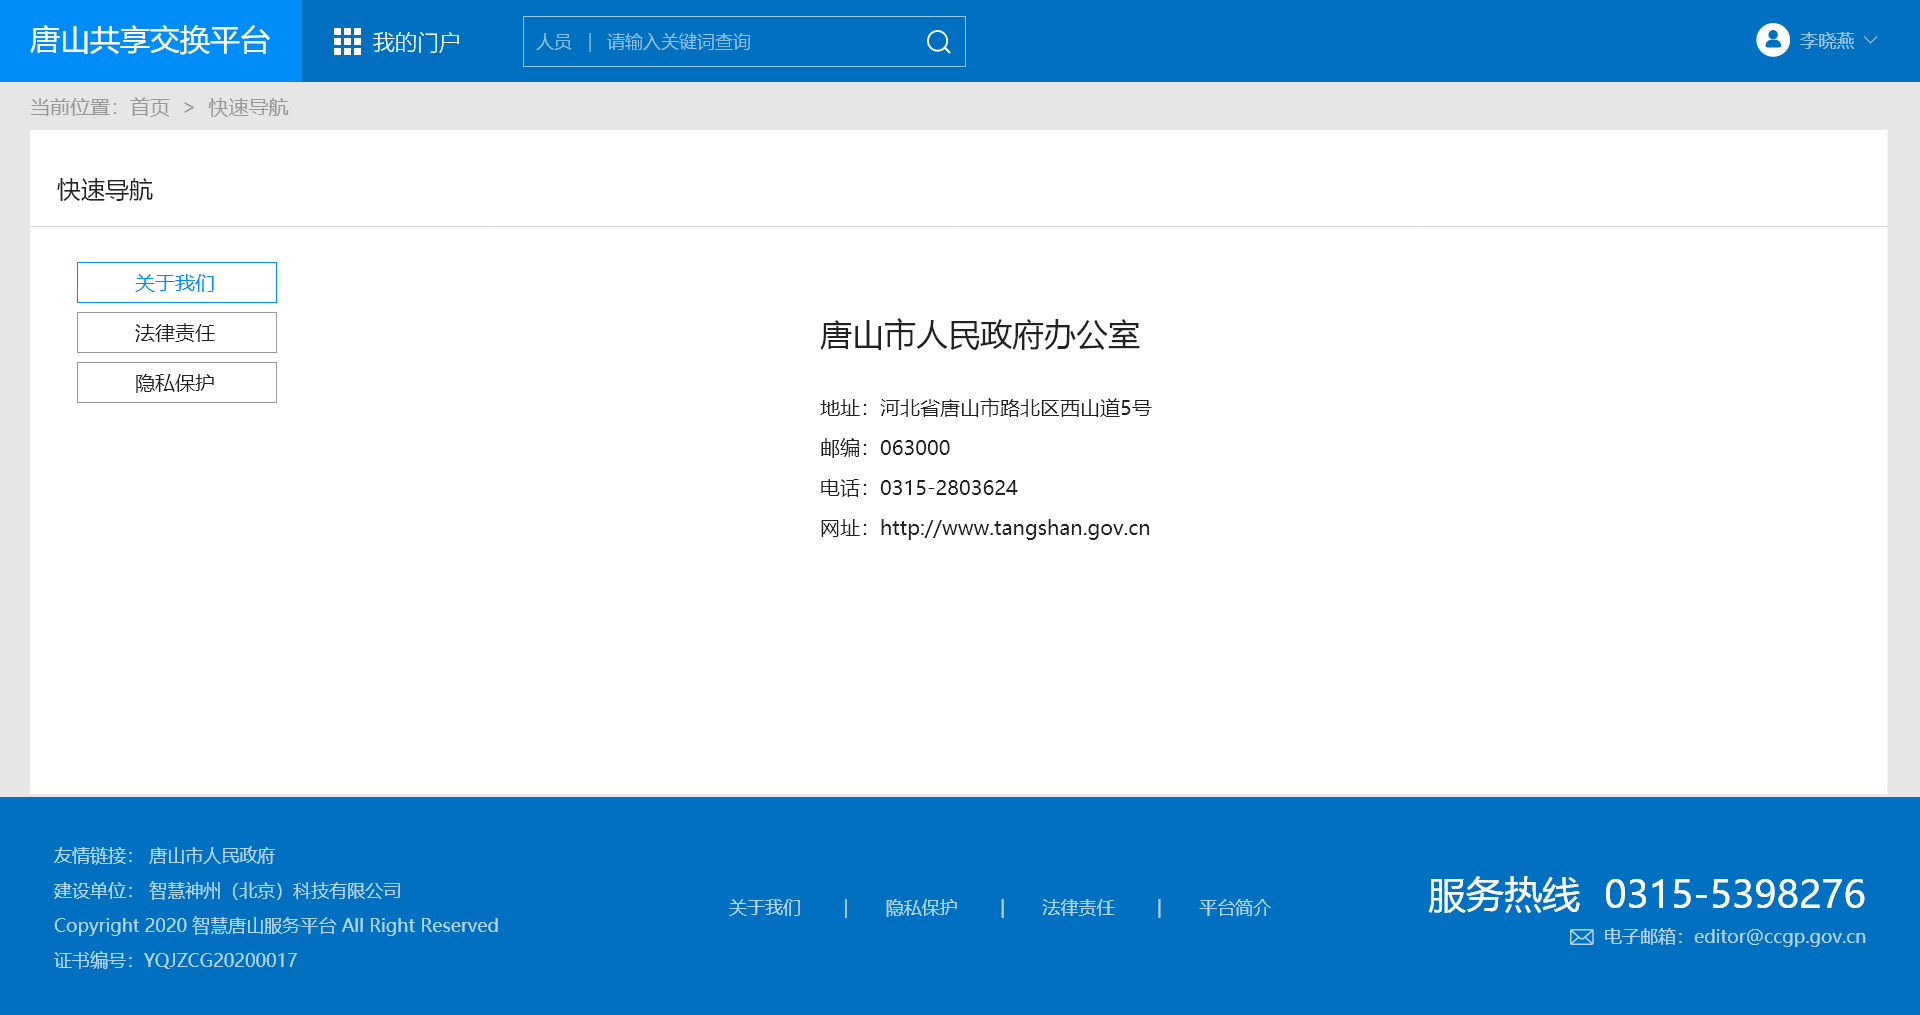 唐山共享交换平台
我的门户
人员 | 请输入关键词查询
李晓燕
当前位置：首页 > 快速导航
快速导航
关于我们
法律责任
隐私保护
唐山市人民政府办公室
地址：河北省唐山市路北区西山道5号
邮编：063000
电话：0315-2803624
网址：http://www.tangshan.gov.cn
友情链接： 唐山市人民政府
建设单位： 智慧神州（北京）科技有限公司
Copyright 2020 智慧唐山服务平台 All Right Reserved
证书编号：YQJZCG20200017
关于我们 | 隐私保护 | 法律责任 | 平台简介
服务热线 0315-5398276
电子邮箱：editor@ccgp.gov.cn